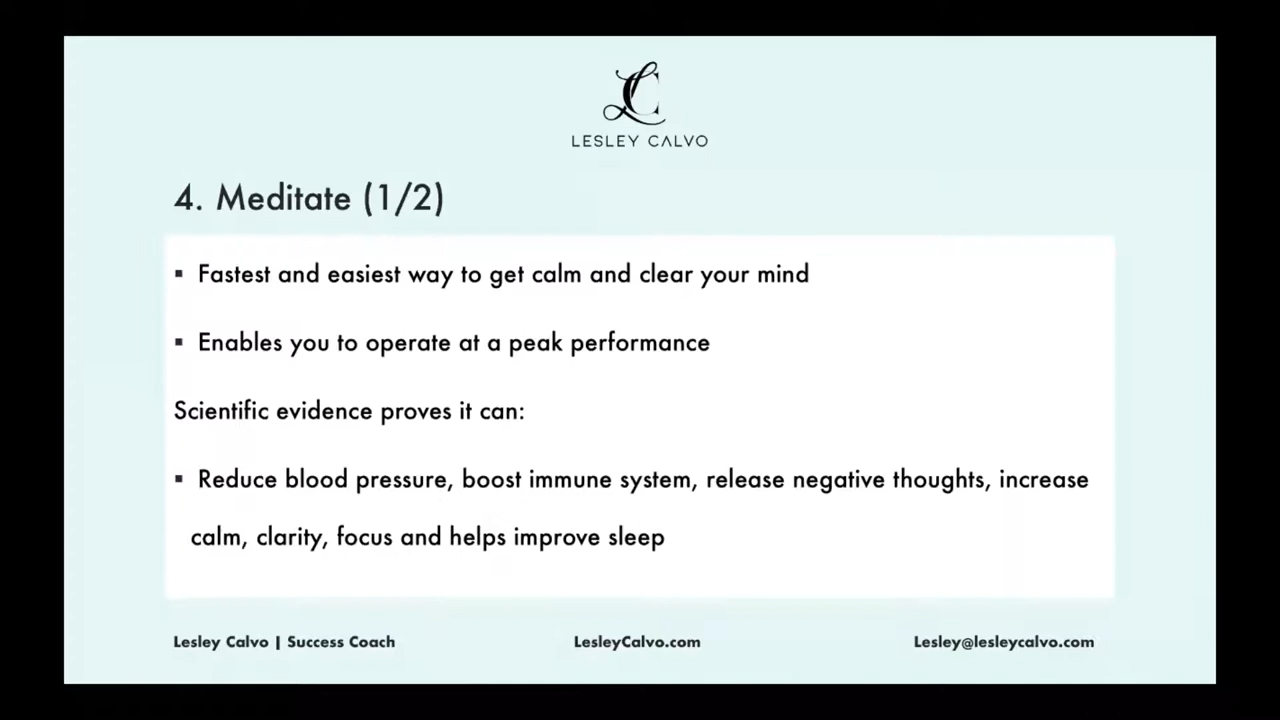 LC
LESLEY CALVO
4. Meditate (1/2)
▪ Fastest and easiest way to get calm and clear your mind
▪ Enables you to operate at a peak performance
Scientific evidence proves it can:
▪ Reduce blood pressure, boost immune system, release negative thoughts, increase
calm, clarity, focus and helps improve sleep
Lesley Calvo | Success Coach
LesleyCalvo.com
Lesley@lesleycalvo.com